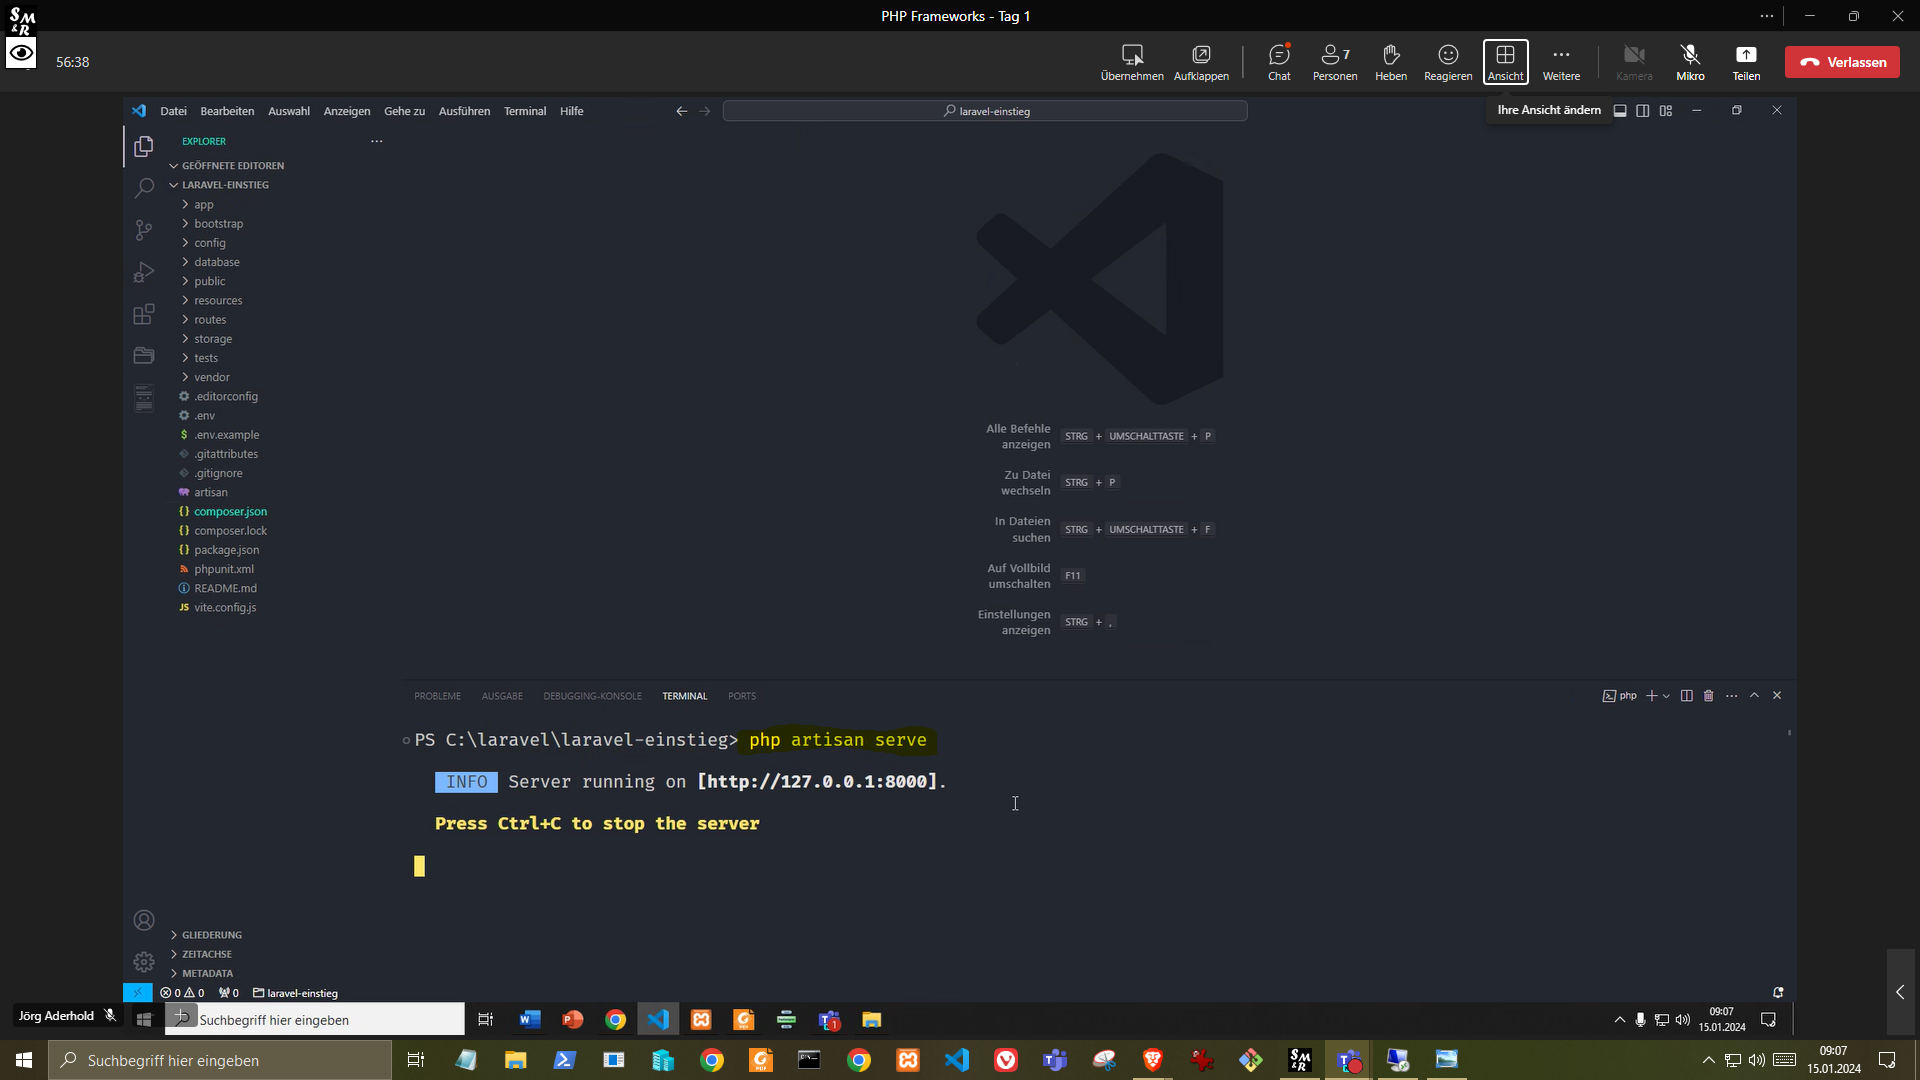 S M & R
PHP Frameworks - Tag 1
56:38
Übernehmen
Aufklappen
Chat
7
Personen
Heben
Reagieren
Ansicht
Weitere
Kamera
Mikro
Teilen
Verlassen
Datei
Bearbeiten
Auswahl
Anzeigen
Gehe zu
Ausführen
Terminal
Hilfe
laravel-einstieg
Ihre Ansicht ändern
EXPLORER
GEÖFFNETE EDITOREN
LARAVEL-EINSTIEG
app
bootstrap
config
database
public
resources
routes
storage
tests
vendor
.editorconfig
.env
$ .env.example
.gitattributes
.gitignore
artisan
{} composer.json
{} composer.lock
{} package.json
phpunit.xml
README.md
JS vite.config.js
Alle Befehle anzeigen STRG + UMSCHALTTASTE + P
Zu Datei wechseln STRG + P
In Dateien suchen STRG + UMSCHALTTASTE + F
Auf Vollbild umschalten F11
Einstellungen anzeigen STRG + ,
PROBLEME
AUSGABE
DEBUGGING-KONSOLE
TERMINAL
PORTS
php
PS C:\laravel\laravel-einstieg> php artisan serve
INFO Server running on [http://127.0.0.1:8000].
Press Ctrl+C to stop the server
GLIEDERUNG
ZEITACHSE
METADATA
0 0
0
laravel-einstieg
Jörg Aderhold
Suchbegriff hier eingeben
09:07
15.01.2024
Suchbegriff hier eingeben
09:07
15.01.2024